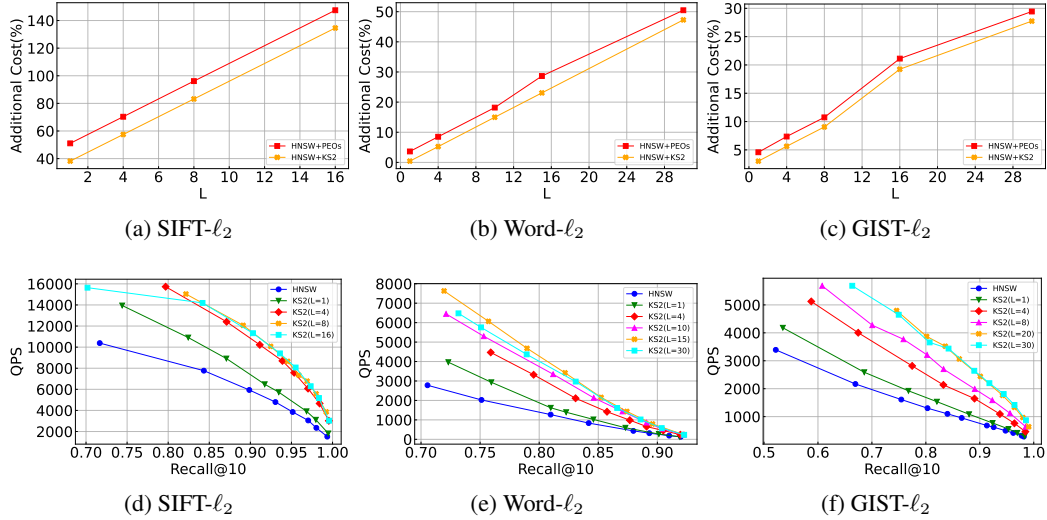 Additional Cost(%)
140
120
100
80
60
40
2 4 6 8 10 12 14 16
L
HNSW+PEOs
HNSW+KS2
(a) SIFT-ℓ2
Additional Cost(%)
50
40
30
20
10
0
0 4 8 12 16 20 24 28
L
HNSW+PEOs
HNSW+KS2
(b) Word-ℓ2
Additional Cost(%)
30
25
20
15
10
5
0 4 8 12 16 20 24 28
L
HNSW+PEOs
HNSW+KS2
(c) GIST-ℓ2
QPS
16000
14000
12000
10000
8000
6000
4000
2000
0.70 0.75 0.80 0.85 0.90 0.95 1.00
Recall@10
HNSW
KS2(L=1)
KS2(L=4)
KS2(L=8)
KS2(L=16)
(d) SIFT-ℓ2
QPS
8000
7000
6000
5000
4000
3000
2000
1000
0
0.70 0.75 0.80 0.85 0.90
Recall@10
HNSW
KS2(L=1)
KS2(L=4)
KS2(L=10)
KS2(L=15)
KS2(L=30)
(e) Word-ℓ2
QPS
5000
4000
3000
2000
1000
0.5 0.6 0.7 0.8 0.9 1.0
Recall@10
HNSW
KS2(L=1)
KS2(L=4)
KS2(L=8)
KS2(L=20)
KS2(L=30)
(f) GIST-ℓ2